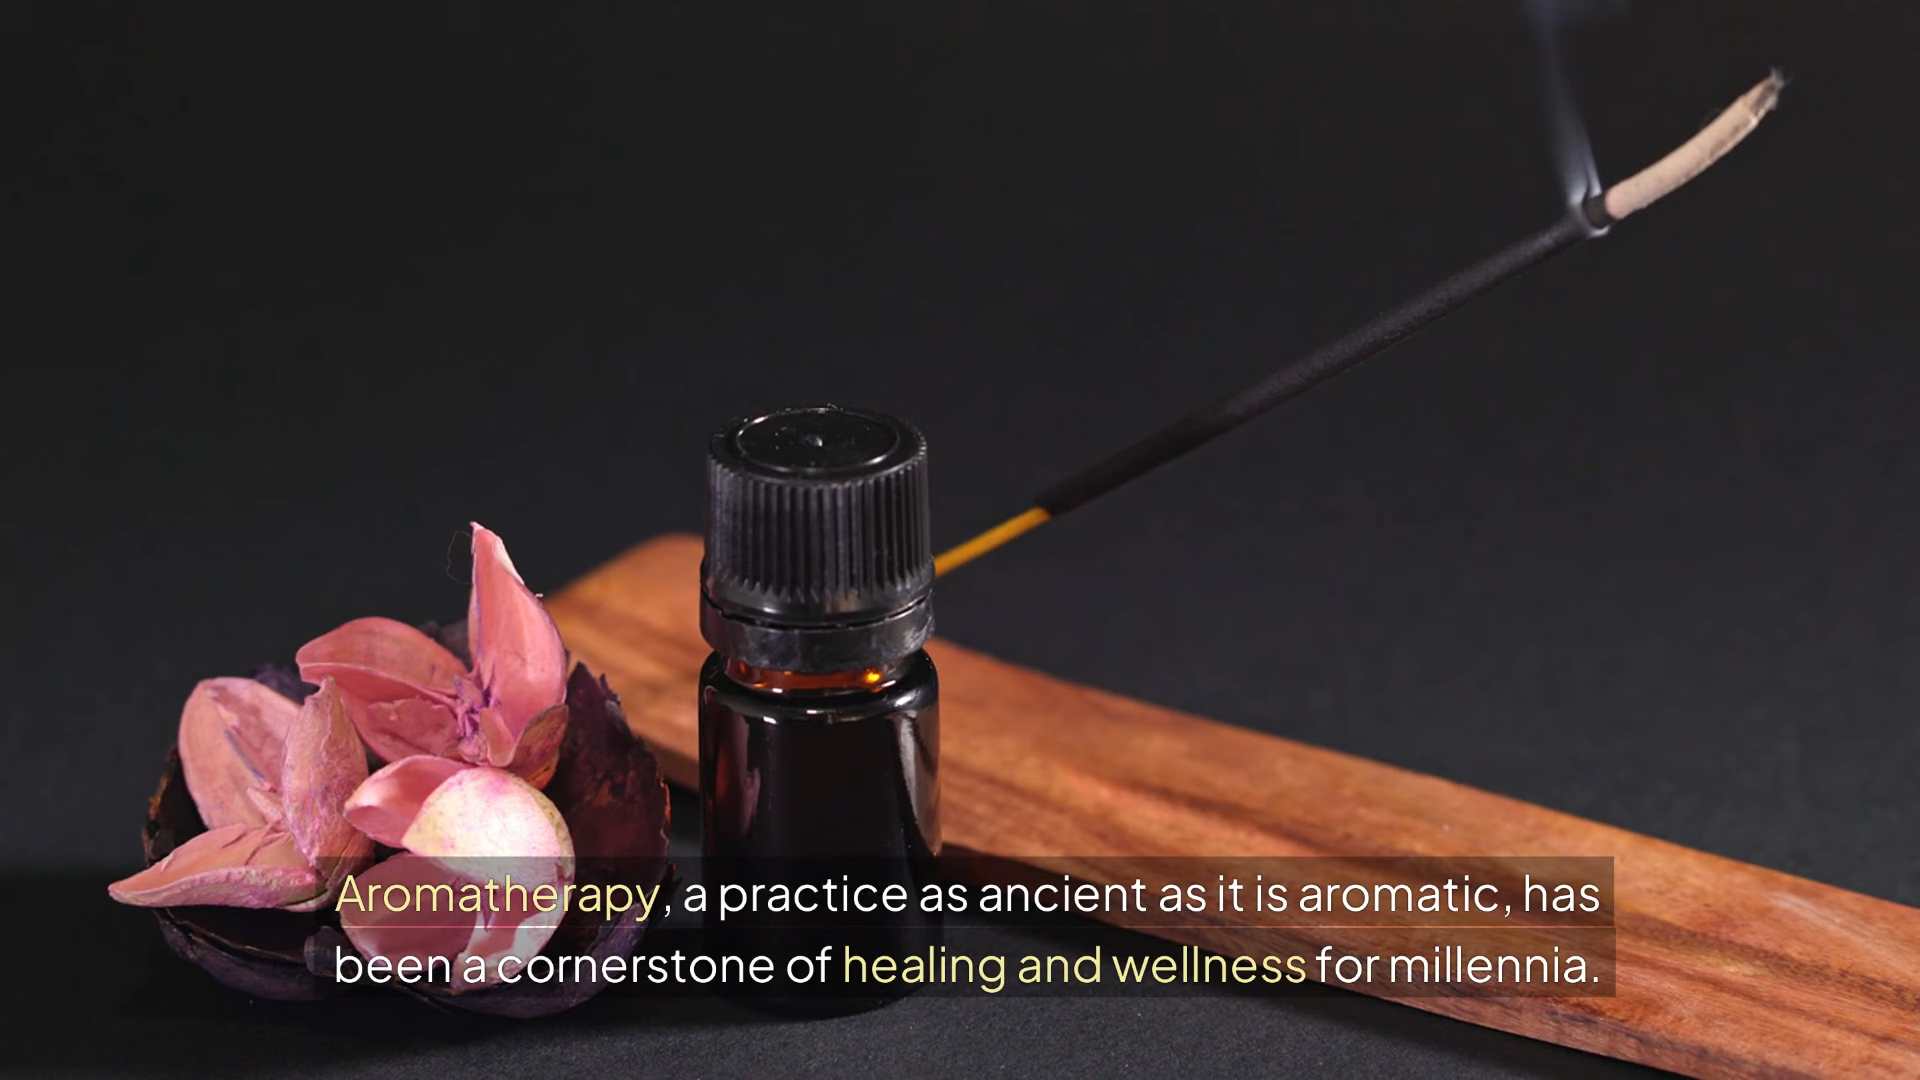 Aromatherapy, a practice as ancient as it is aromatic, has
been a cornerstone of healing and wellness for millennia.